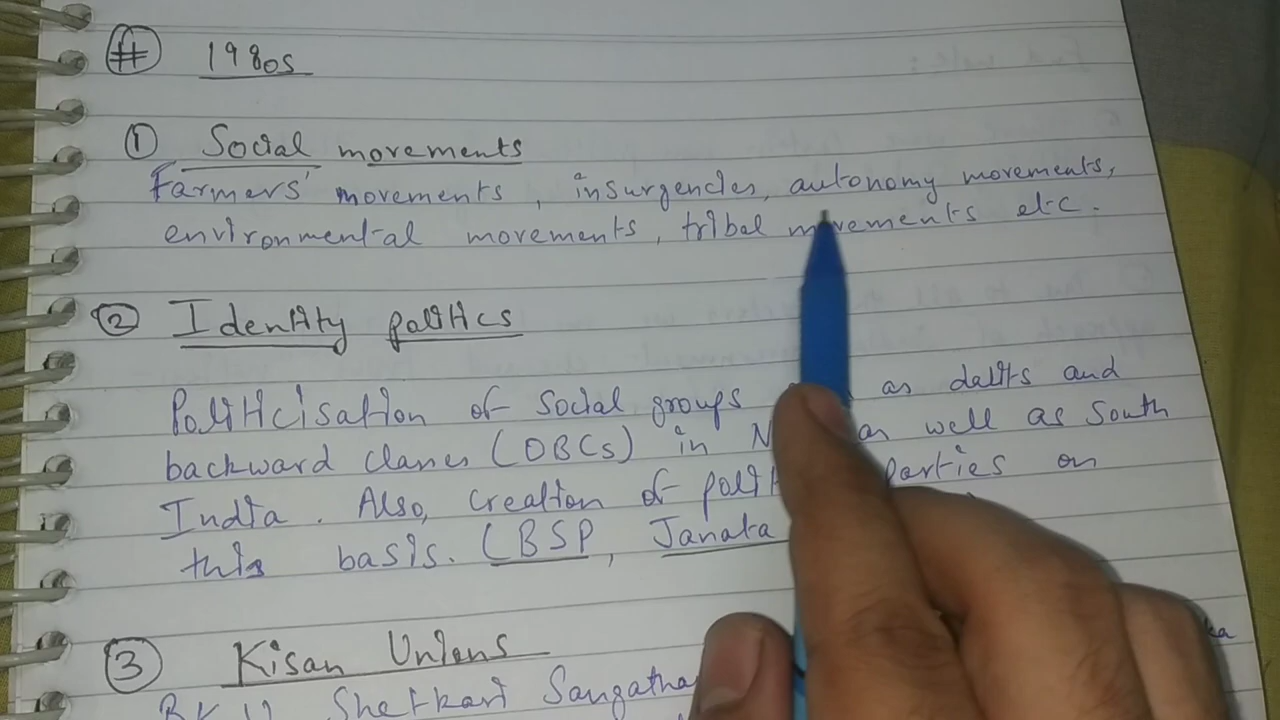 # 1980s
① Social movements
Farmers' movements, insurgencies, autonomy movements,
environmental movements, tribal movements etc.
② Identity politics
Politicisation of social groups as dalits and
backward classes (OBCs) in as well as South
India. Also, creation of parties on
this basis. (BSP, Janata
③ Kisan Unions
BKU Shetkari